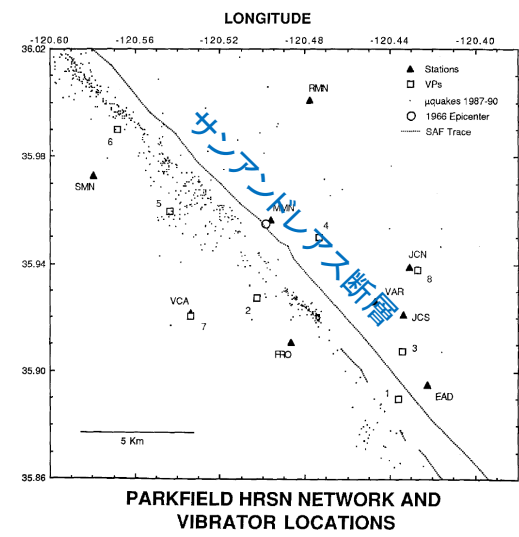 LONGITUDE
-120.60 -120.56 -120.52 -120.48 -120.44 -120.40
36.02
35.98
35.94
35.90
35.86
Stations
VPs
µquakes 1987-90
1966 Epicenter
SAF Trace
RMN
6
SMN
サンアンドレアス断層
5
MMN
4
JCN
8
VAR
VCA
7
2
JCS
FRO
3
1
EAD
5 Km
PARKFIELD HRSN NETWORK AND
VIBRATOR LOCATIONS